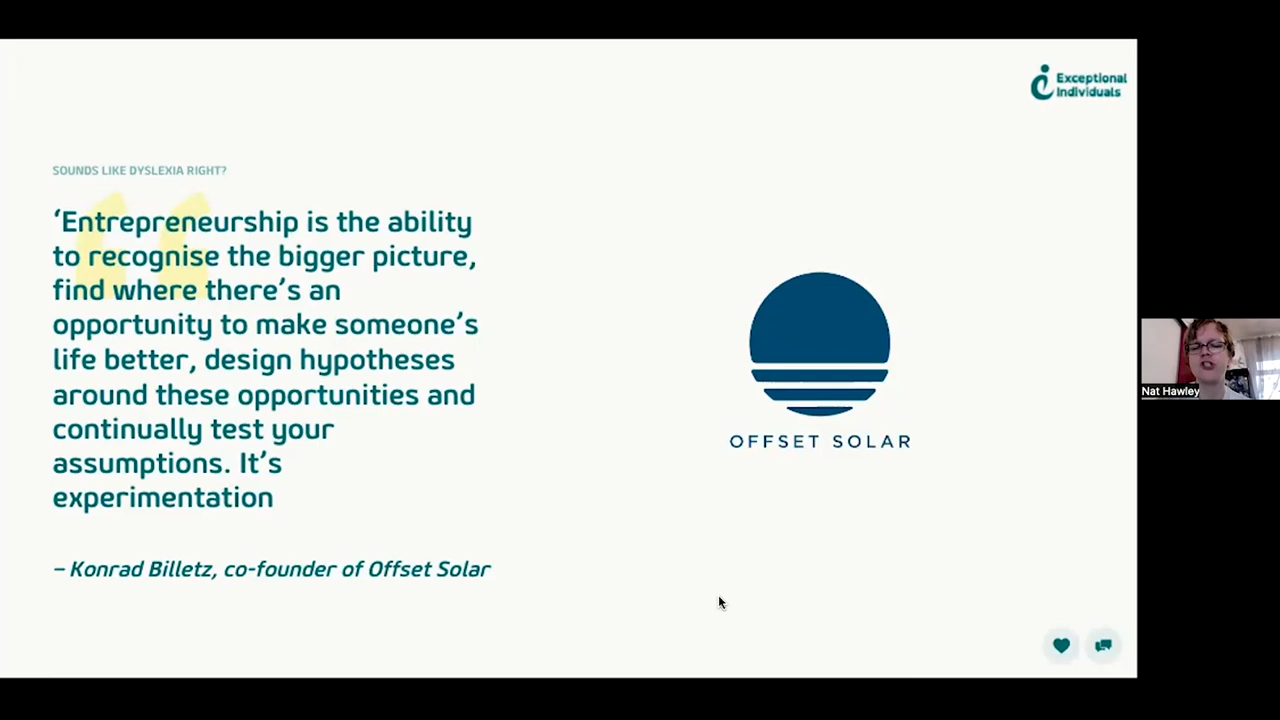 Exceptional
Individuals
SOUNDS LIKE DYSLEXIA RIGHT?
‘Entrepreneurship is the ability
to recognise the bigger picture,
find where there’s an
opportunity to make someone’s
life better, design hypotheses
around these opportunities and
continually test your
assumptions. It’s
experimentation
– Konrad Billetz, co-founder of Offset Solar
OFFSET SOLAR
Nat Hawley